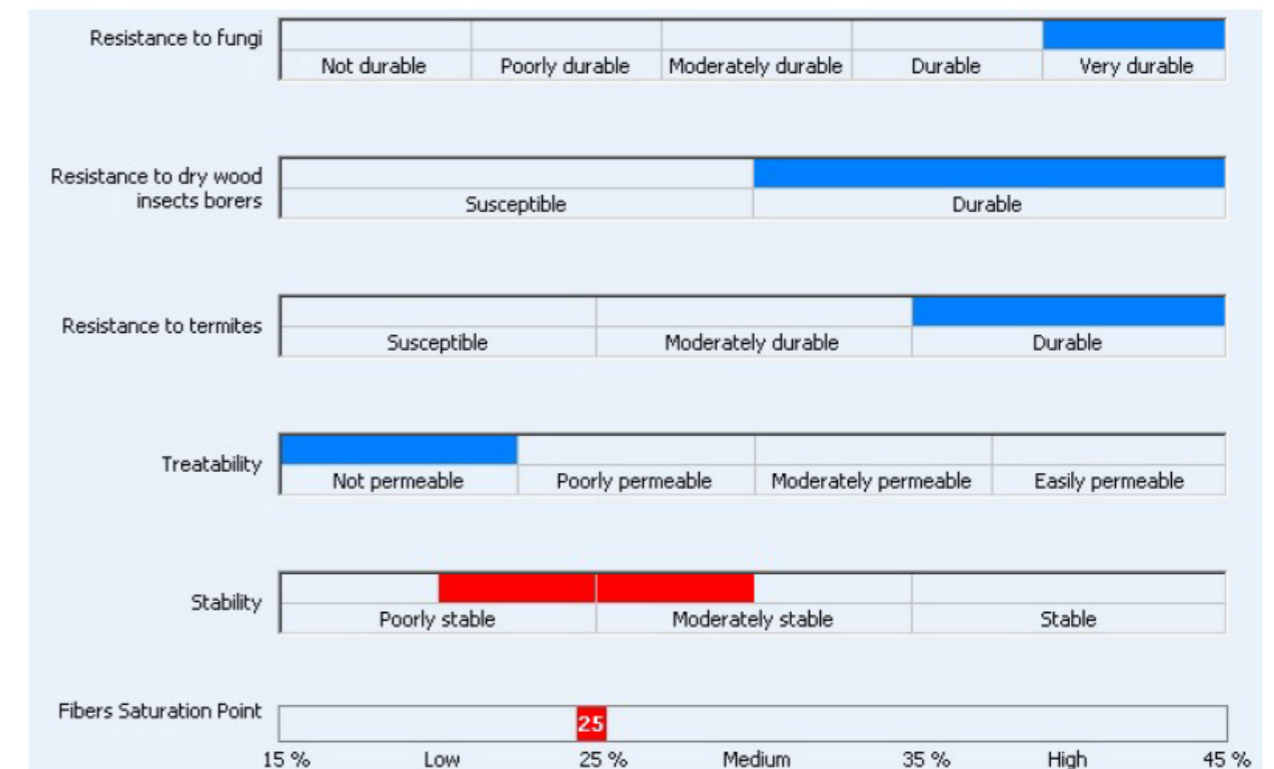 Resistance to fungi
Not durable Poorly durable Moderately durable Durable Very durable
Resistance to dry wood
insects borers
Susceptible Durable
Resistance to termites
Susceptible Moderately durable Durable
Treatability
Not permeable Poorly permeable Moderately permeable Easily permeable
Stability
Poorly stable Moderately stable Stable
Fibers Saturation Point
25
15 % Low 25 % Medium 35 % High 45 %